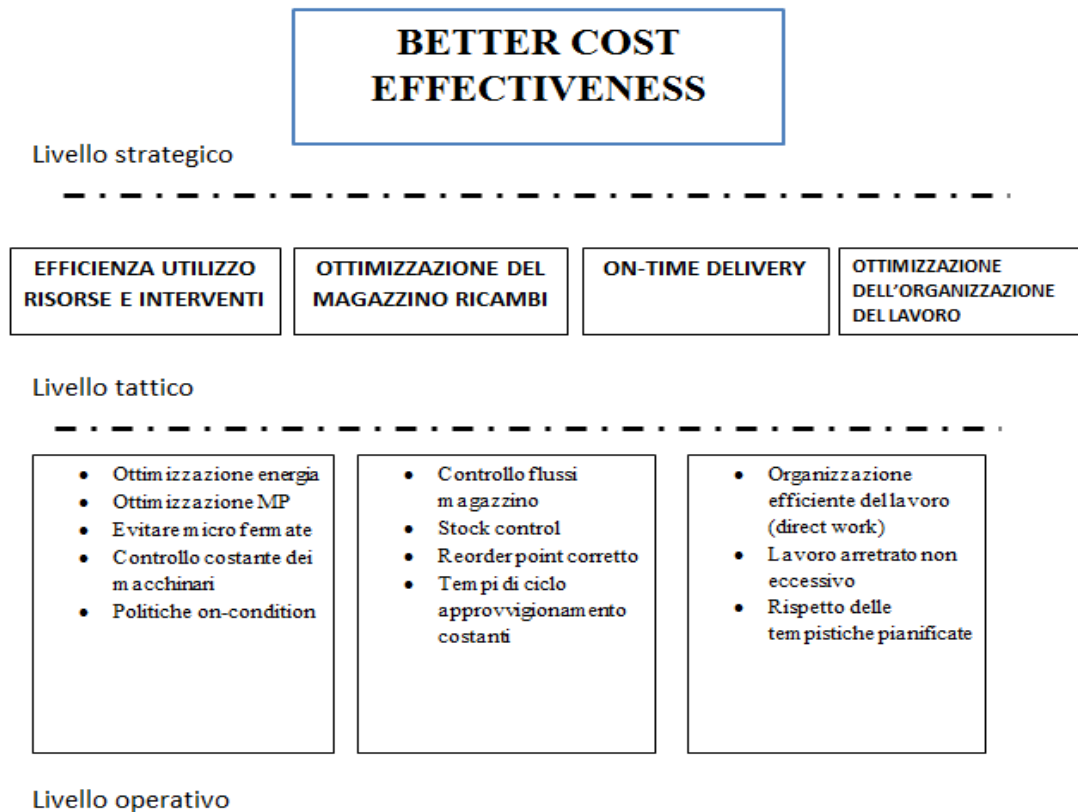 BETTER COST
EFFECTIVENESS
Livello strategico
EFFICIENZA UTILIZZO
RISORSE E INTERVENTI
OTTIMIZZAZIONE DEL
MAGAZZINO RICAMBI
ON-TIME DELIVERY
OTTIMIZZAZIONE
DELL'ORGANIZZAZIONE
DEL LAVORO
Livello tattico
• Ottimizzazione energia
• Ottimizzazione MP
• Evitare micro fermate
• Controllo costante dei
macchinari
• Politiche on-condition
• Controllo flussi
magazzino
• Stock control
• Reorder point corretto
• Tempi di ciclo
approvvigionamento
costanti
• Organizzazione
efficiente del lavoro
(direct work)
• Lavoro arretrato non
eccessivo
• Rispetto delle
tempistiche pianificate
Livello operativo